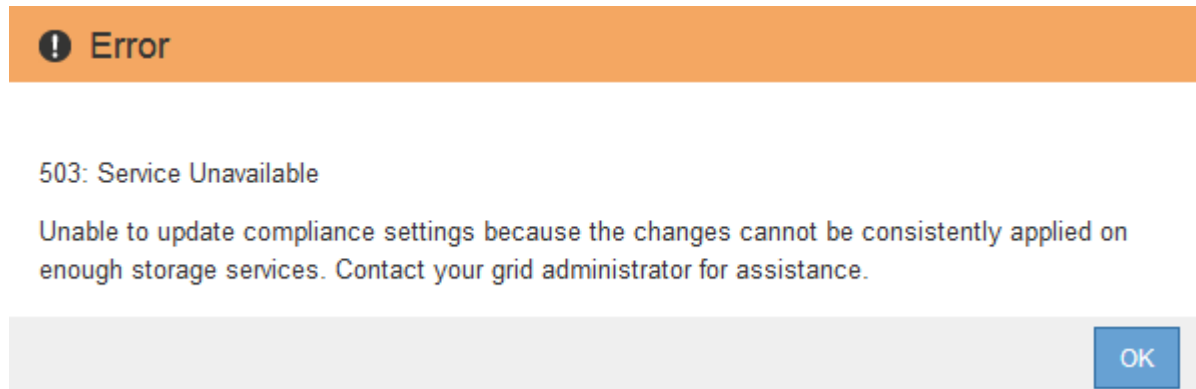 Error
503: Service Unavailable
Unable to update compliance settings because the changes cannot be consistently applied on
enough storage services. Contact your grid administrator for assistance.
OK